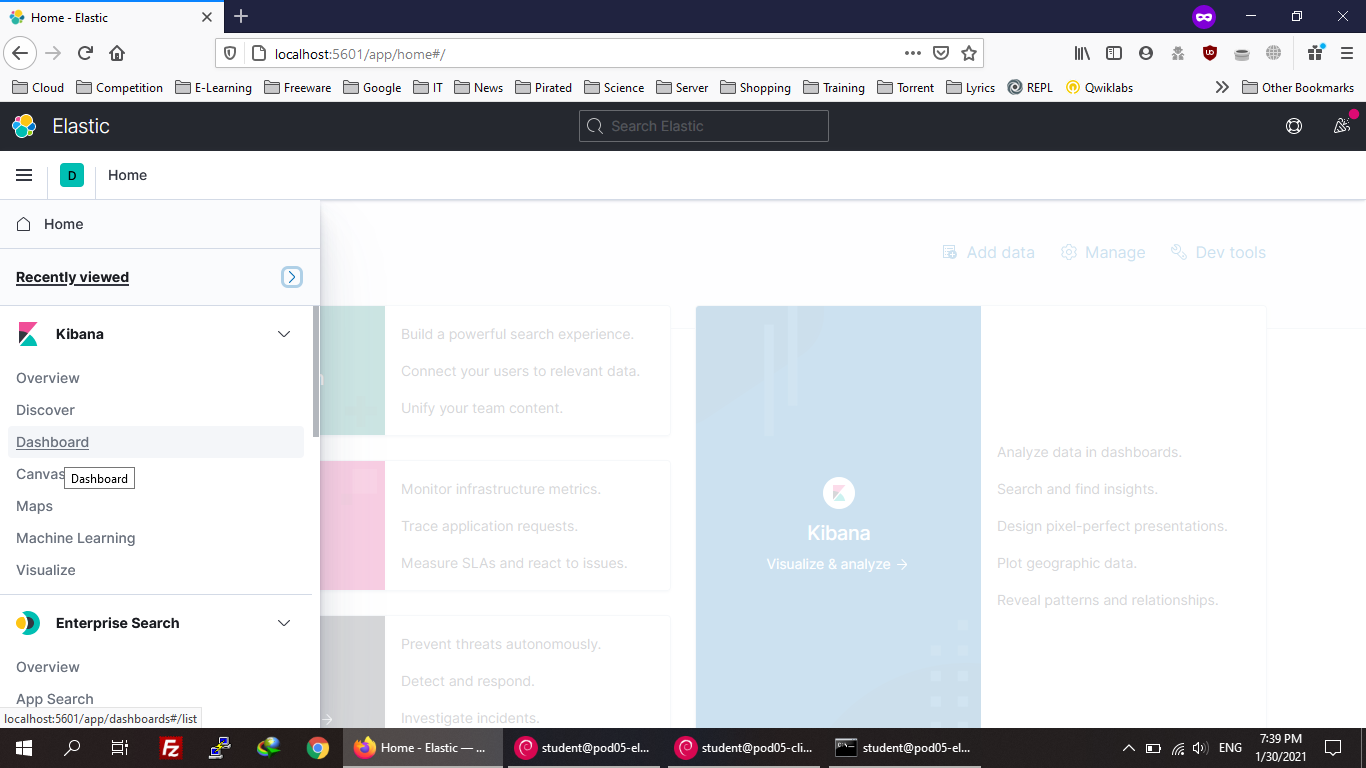 Home - Elastic
localhost:5601/app/home#/
Cloud Competition E-Learning Freeware Google IT News Pirated Science Server Shopping Training Torrent Lyrics REPL Qwiklabs Other Bookmarks
Elastic
Search Elastic
D Home
Home
Add data Manage Dev tools
Recently viewed
Kibana
Overview
Discover
Dashboard
Canvas
Dashboard
Maps
Machine Learning
Visualize
Enterprise Search
Overview
App Search
Build a powerful search experience.
Connect your users to relevant data.
Unify your team content.
Monitor infrastructure metrics.
Trace application requests.
Measure SLAs and react to issues.
Prevent threats autonomously.
Detect and respond.
Investigate incidents.
Kibana
Visualize & analyze →
Analyze data in dashboards.
Search and find insights.
Design pixel-perfect presentations.
Plot geographic data.
Reveal patterns and relationships.
localhost:5601/app/dashboards#/list
Home - Elastic — ... student@pod05-el... student@pod05-cli... student@pod05-el... ENG 7:39 PM
1/30/2021